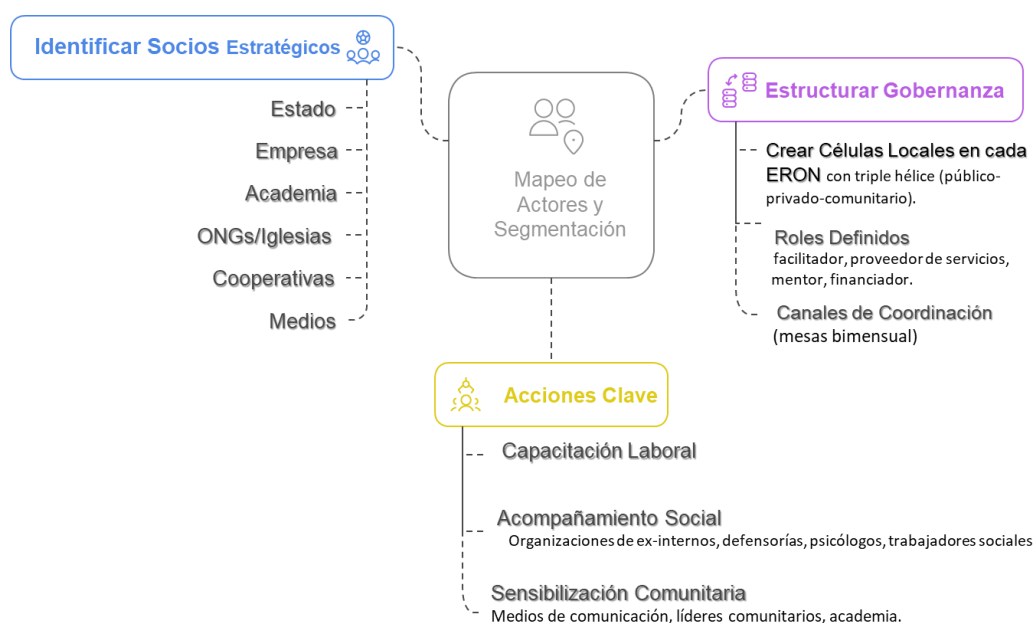 Identificar Socios Estratégicos
Estado
Empresa
Academia
ONGs/Iglesias
Cooperativas
Medios
Mapeo de
Actores y
Segmentación
Estructurar Gobernanza
Crear Células Locales en cada
ERON con triple hélice (público-
privado-comunitario).
Roles Definidos
facilitador, proveedor de servicios,
mentor, financiador.
Canales de Coordinación
(mesas bimensual)
Acciones Clave
Capacitación Laboral
Acompañamiento Social
Organizaciones de ex-internos, defensorías, psicólogos, trabajadores sociales
Sensibilización Comunitaria
Medios de comunicación, líderes comunitarios, academia.